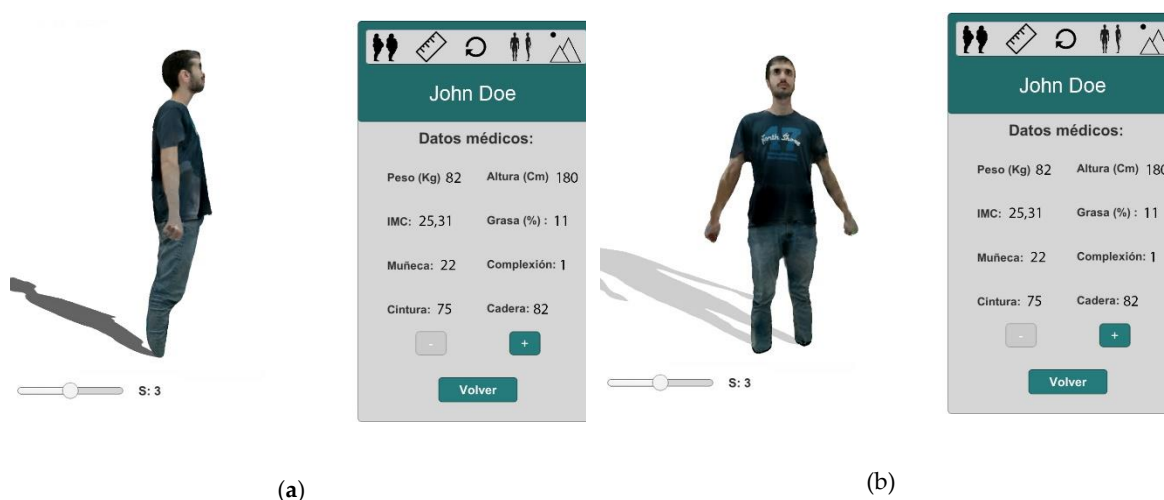 John Doe
Datos médicos:
Peso (Kg) 82 Altura (Cm) 180
IMC: 25,31 Grasa (%) : 11
Muñeca: 22 Complexión: 1
Cintura: 75 Cadera: 82
- +
Volver
S: 3
(a)
North Shore
John Doe
Datos médicos:
Peso (Kg) 82 Altura (Cm) 180
IMC: 25,31 Grasa (%) : 11
Muñeca: 22 Complexión: 1
Cintura: 75 Cadera: 82
- +
Volver
S: 3
(b)